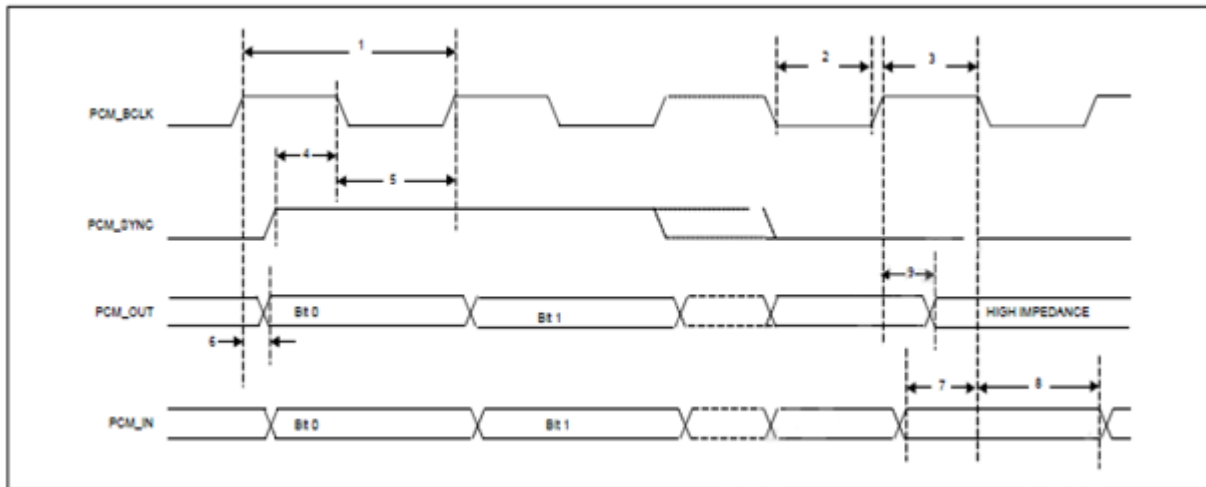 1
2
3
PCM_BCLK
4
5
PCM_SYNC
9
PCM_OUT
Bit 0
Bit 1
HIGH IMPEDANCE
6
7
8
PCM_IN
Bit 0
Bit 1